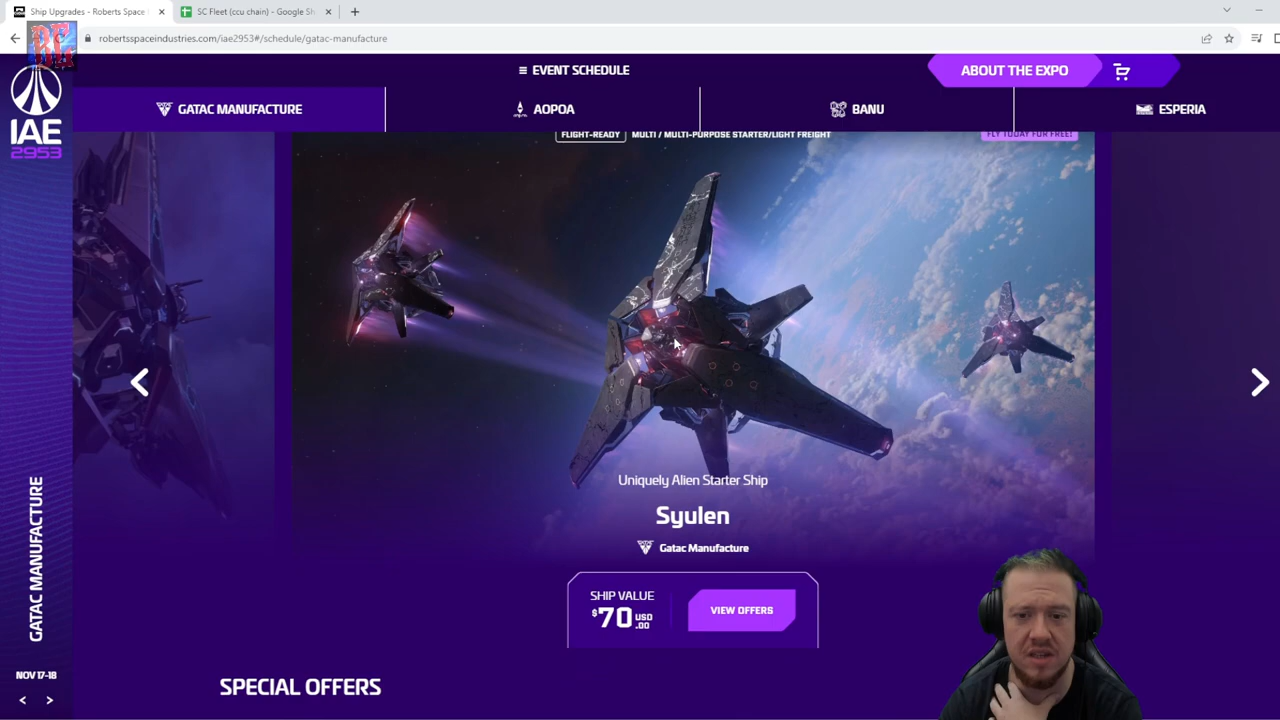 Ship Upgrades - Roberts Space
SC Fleet (ccu chain) - Google Sh
robertsspaceindustries.com/iae2953#/schedule/gatac-manufacture
IAE
2953
EVENT SCHEDULE
ABOUT THE EXPO
GATAC MANUFACTURE
AOPOA
BANU
ESPERIA
FLIGHT-READY MULTI / MULTI-PURPOSE STARTER/LIGHT FREIGHT
FLY TODAY FOR FREE!
Uniquely Alien Starter Ship
Syulen
Gatac Manufacture
SHIP VALUE
$70 USD .00
VIEW OFFERS
SPECIAL OFFERS
GATAC MANUFACTURE
NOV 17-18